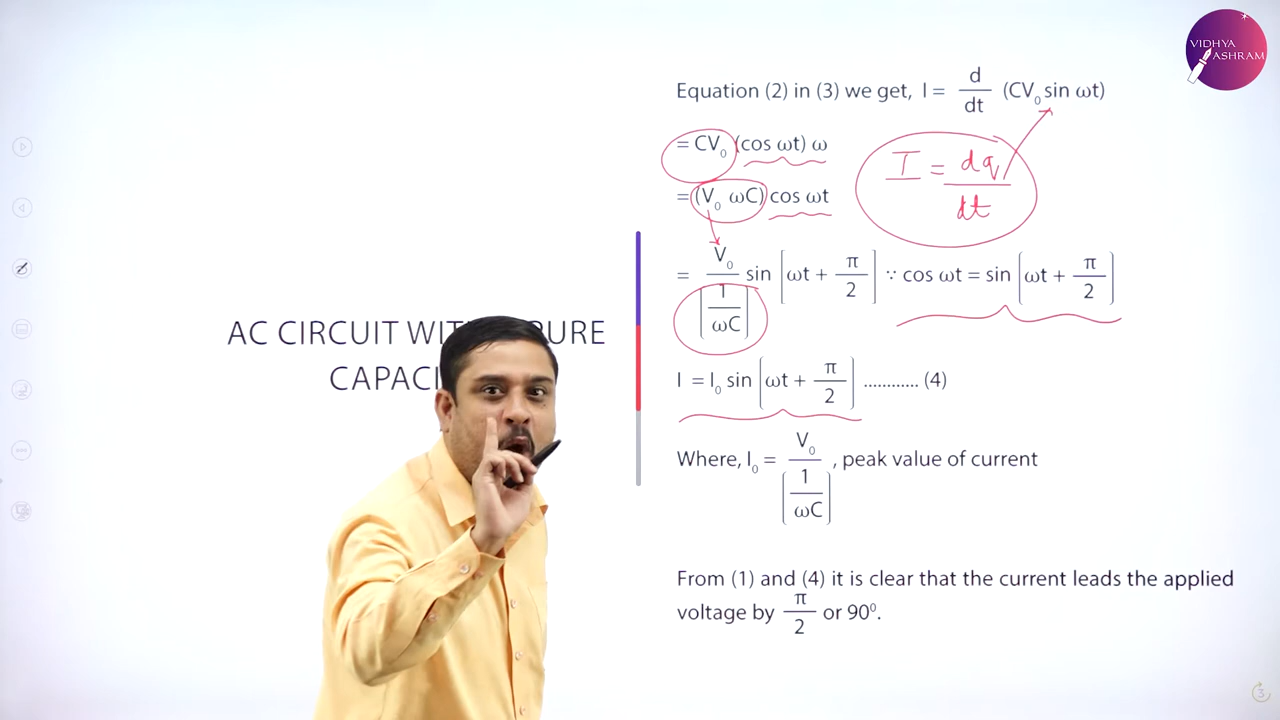 VIDHYA
ASHRAM
Equation (2) in (3) we get, I = d/dt (CV₀ sin ωt)
= CV₀ (cos ωt) ω
= (V₀ ωC) cos ωt
I = dq/dt
= V₀/[1/ωC] sin [ωt + π/2] ∵ cos ωt = sin [ωt + π/2]
AC CIRCUIT WIT URE
CAPACI
I = I₀ sin [ωt + π/2] ............ (4)
Where, I₀ = V₀/[1/ωC] , peak value of current
From (1) and (4) it is clear that the current leads the applied
voltage by π/2 or 90⁰.
3